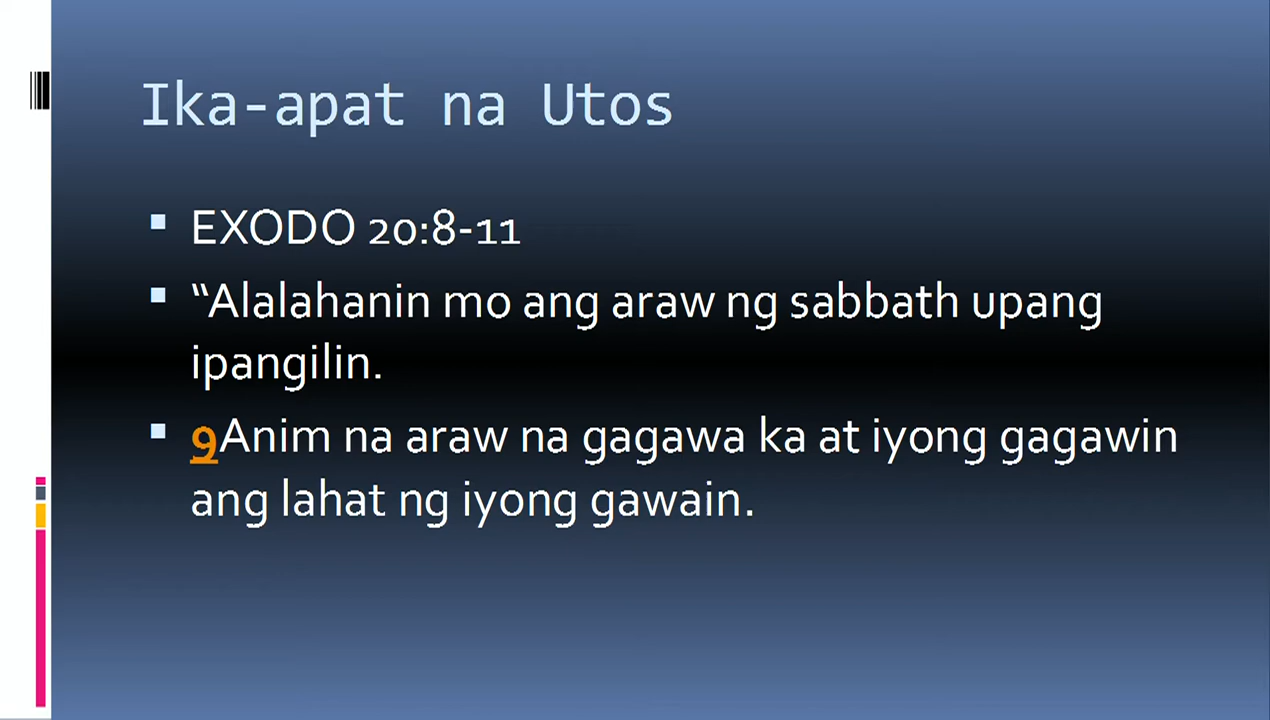 Ika-apat na Utos
EXODO 20:8-11
“Alalahanin mo ang araw ng sabbath upang
ipangilin.
9Anim na araw na gagawa ka at iyong gagawin
ang lahat ng iyong gawain.